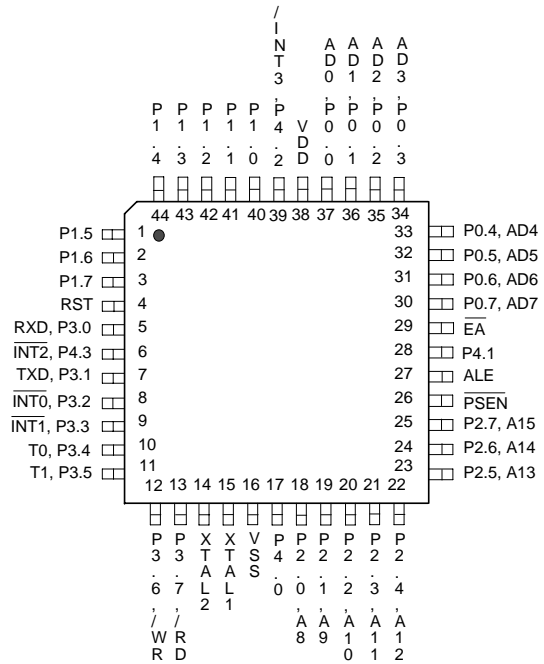 P1.4
P1.3
P1.2
P1.1
P1.0
/INT3,P4.2
VDD
AD0,P0.0
AD1,P0.1
AD2,P0.2
AD3,P0.3
44 43 42 41 40 39 38 37 36 35 34
P1.5 1
P1.6 2
P1.7 3
RST 4
RXD, P3.0 5
INT2, P4.3 6
TXD, P3.1 7
INT0, P3.2 8
INT1, P3.3 9
T0, P3.4 10
T1, P3.5 11
33 P0.4, AD4
32 P0.5, AD5
31 P0.6, AD6
30 P0.7, AD7
29 EA
28 P4.1
27 ALE
26 PSEN
25 P2.7, A15
24 P2.6, A14
23 P2.5, A13
12 13 14 15 16 17 18 19 20 21 22
P3.6,/WR
P3.7,/RD
XTAL2
XTAL1
VSS
P4.0
P2.0,A8
P2.1,A9
P2.2,A10
P2.3,A11
P2.4,A12